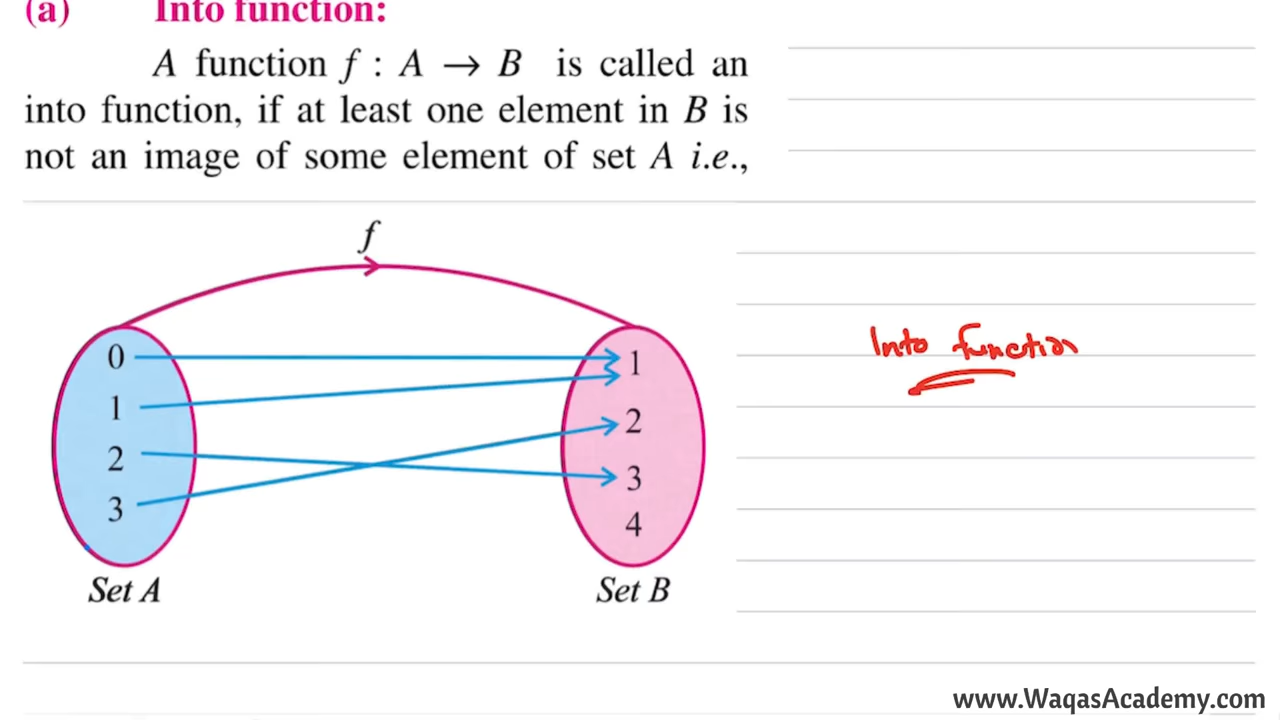 (a) Into function:
A function f : A → B is called an
into function, if at least one element in B is
not an image of some element of set A i.e.,
f
0
1
2
3
1
2
3
4
Into function
Set A
Set B
www.WaqasAcademy.com